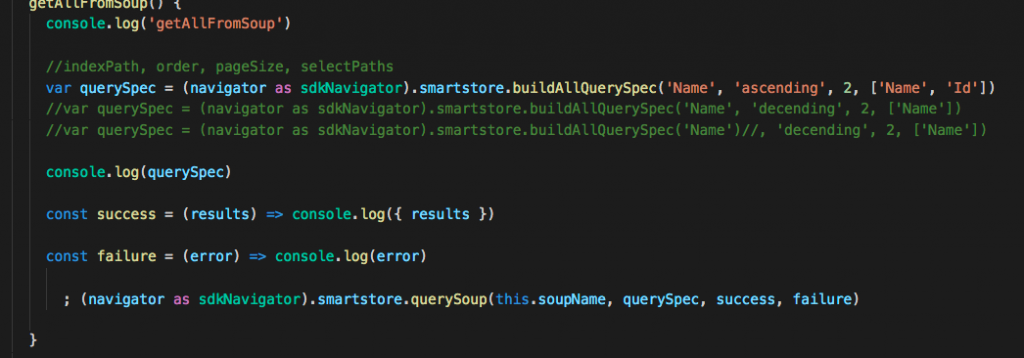 getAllFromSoup() {
console.log('getAllFromSoup')
//indexPath, order, pageSize, selectPaths
var querySpec = (navigator as sdkNavigator).smartstore.buildAllQuerySpec('Name', 'ascending', 2, ['Name', 'Id'])
//var querySpec = (navigator as sdkNavigator).smartstore.buildAllQuerySpec('Name', 'decending', 2, ['Name'])
//var querySpec = (navigator as sdkNavigator).smartstore.buildAllQuerySpec('Name')//, 'decending', 2, ['Name'])
console.log(querySpec)
const success = (results) => console.log({ results })
const failure = (error) => console.log(error)
; (navigator as sdkNavigator).smartstore.querySoup(this.soupName, querySpec, success, failure)
}